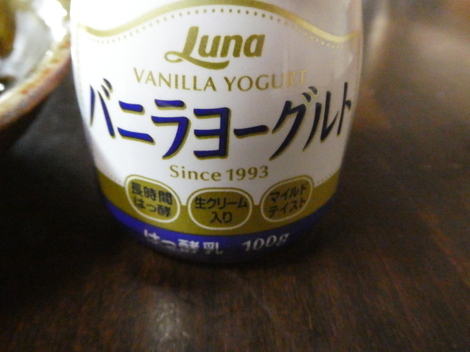 Luna
VANILLA YOGURT
バニラヨーグルト
Since 1993
長時間
はっ酵
生クリーム
入り
マイルド
テイスト
はっ酵乳 100g